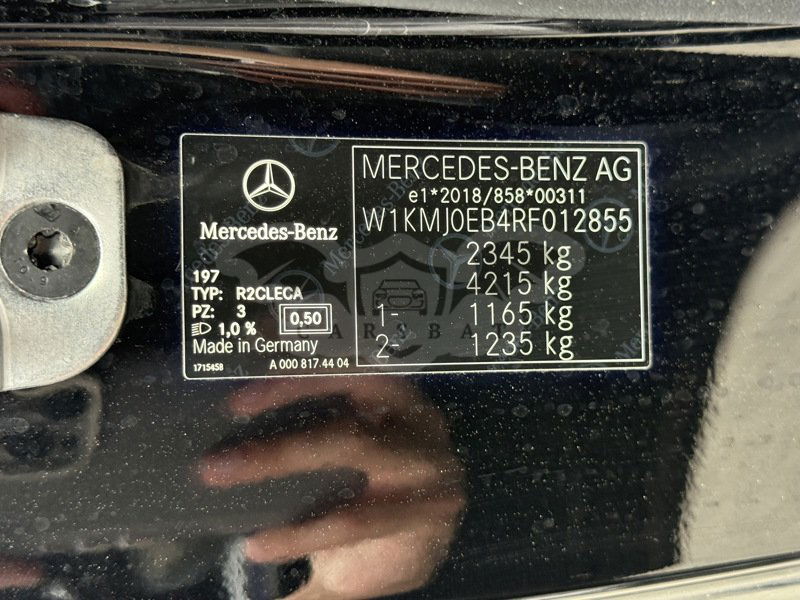 Mercedes-Benz
197
TYP: R2CLECA
PZ: 3
1,0 % 0,50
Made in Germany
1715458 A 000 817 44 04
MERCEDES-BENZ AG
e1*2018/858*00311
W1KMJ0EB4RF012855
2345 kg
4215 kg
1- 1165 kg
2- 1235 kg
CARSBAT